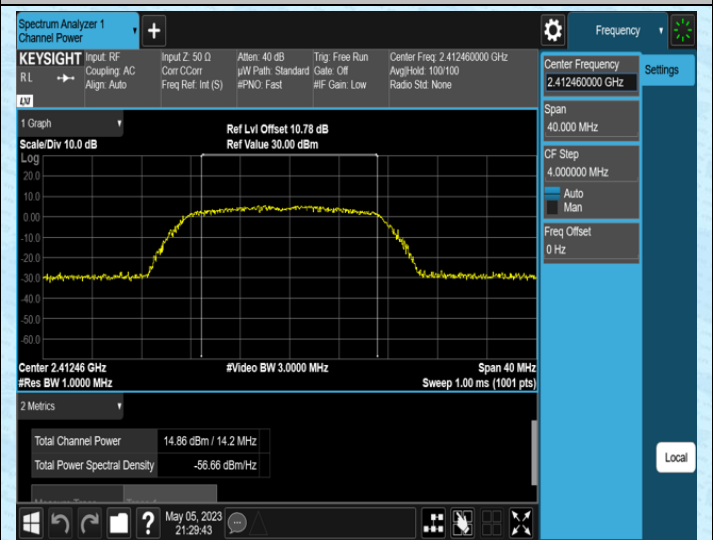 Spectrum Analyzer 1
Channel Power
Frequency
KEYSIGHT
RL
LXI
Input: RF
Coupling: AC
Align: Auto
Input Z: 50 Ω
Corr CCorr
Freq Ref: Int (S)
Atten: 40 dB
µW Path: Standard
#PNO: Fast
Trig: Free Run
Gate: Off
#IF Gain: Low
Center Freq: 2.412460000 GHz
Avg|Hold: 100/100
Radio Std: None
Center Frequency
2.412460000 GHz
Settings
Span
40.000 MHz
CF Step
4.000000 MHz
Auto
Man
Freq Offset
0 Hz
1 Graph
Scale/Div 10.0 dB
Ref Lvl Offset 10.78 dB
Ref Value 30.00 dBm
Log
20.0
10.0
0.00
-10.0
-20.0
-30.0
-40.0
-50.0
-60.0
Center 2.41246 GHz
#Video BW 3.0000 MHz
Span 40 MHz
#Res BW 1.0000 MHz
Sweep 1.00 ms (1001 pts)
2 Metrics
Total Channel Power
14.86 dBm / 14.2 MHz
Total Power Spectral Density
-56.66 dBm/Hz
Local
?
May 05, 2023
21:29:43